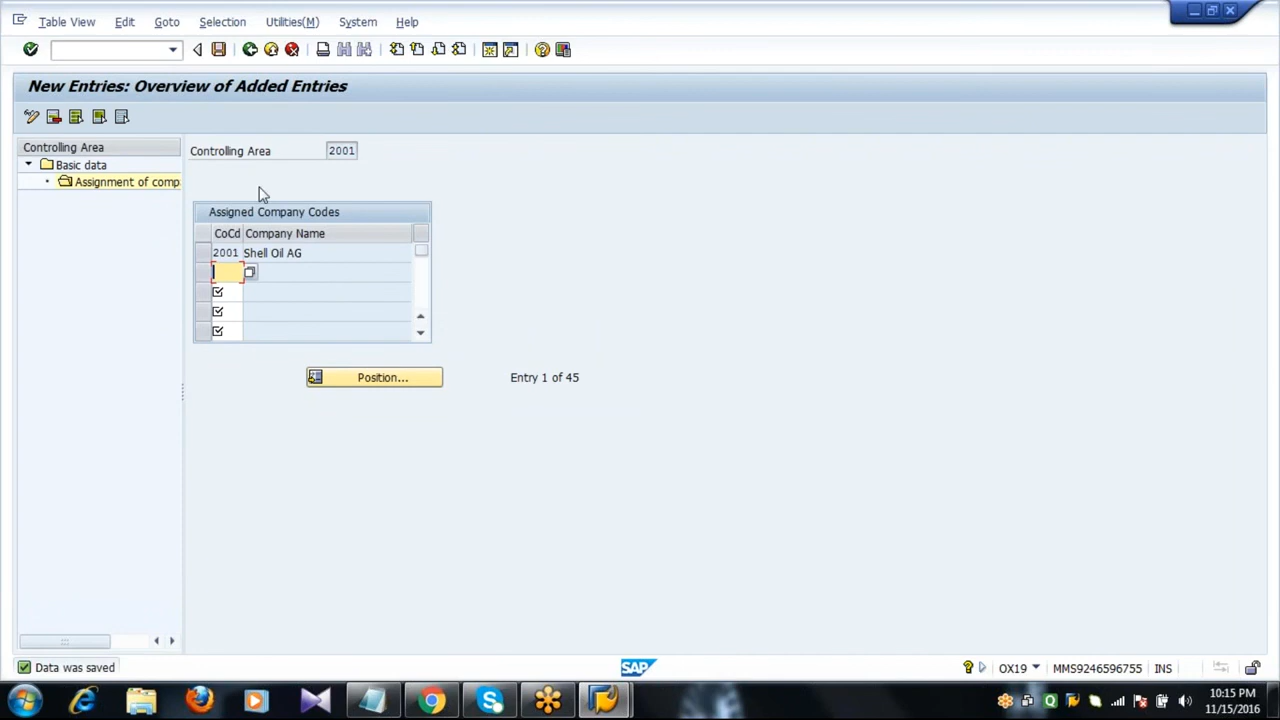 Table View Edit Goto Selection Utilities(M) System Help
New Entries: Overview of Added Entries
Controlling Area
Basic data
Assignment of comp
Controlling Area 2001
Assigned Company Codes
CoCd Company Name
2001 Shell Oil AG
Position... Entry 1 of 45
Data was saved
SAP
OX19 MMS9246596755 INS
10:15 PM
11/15/2016